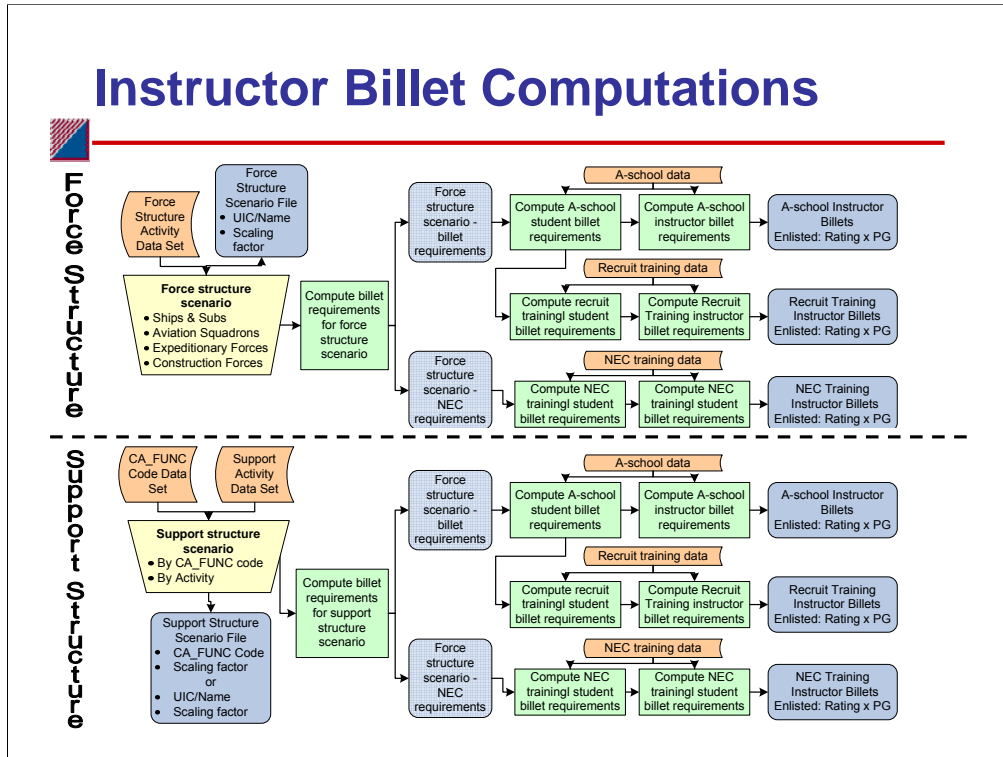 Instructor Billet Computations
Force Structure
Force
Structure
Activity
Data Set
Force
Structure
Scenario File
• UIC/Name
• Scaling
factor
Force structure
scenario
• Ships & Subs
• Aviation Squadrons
• Expeditionary Forces
• Construction Forces
Compute billet
requirements
for force
structure
scenario
Force
structure
scenario -
billet
requirements
A-school data
Compute A-school
student billet
requirements
Compute A-school
instructor billet
requirements
A-school Instructor
Billets
Enlisted: Rating x PG
Recruit training data
Compute recruit
trainingl student
billet requirements
Compute Recruit
Training instructor
billet requirements
Recruit Training
Instructor Billets
Enlisted: Rating x PG
Force
structure
scenario -
NEC
requirements
NEC training data
Compute NEC
trainingl student
billet requirements
Compute NEC
trainingl student
billet requirements
NEC Training
Instructor Billets
Enlisted: Rating x PG
Support Structure
CA_FUNC
Code Data
Set
Support
Activity
Data Set
Support structure
scenario
• By CA_FUNC code
• By Activity
Support Structure
Scenario File
• CA_FUNC Code
• Scaling factor
or
• UIC/Name
• Scaling factor
Compute billet
requirements
for support
structure
scenario
Force
structure
scenario -
billet
requirements
A-school data
Compute A-school
student billet
requirements
Compute A-school
instructor billet
requirements
A-school Instructor
Billets
Enlisted: Rating x PG
Recruit training data
Compute recruit
trainingl student
billet requirements
Compute Recruit
Training instructor
billet requirements
Recruit Training
Instructor Billets
Enlisted: Rating x PG
Force
structure
scenario -
NEC
requirements
NEC training data
Compute NEC
trainingl student
billet requirements
Compute NEC
trainingl student
billet requirements
NEC Training
Instructor Billets
Enlisted: Rating x PG